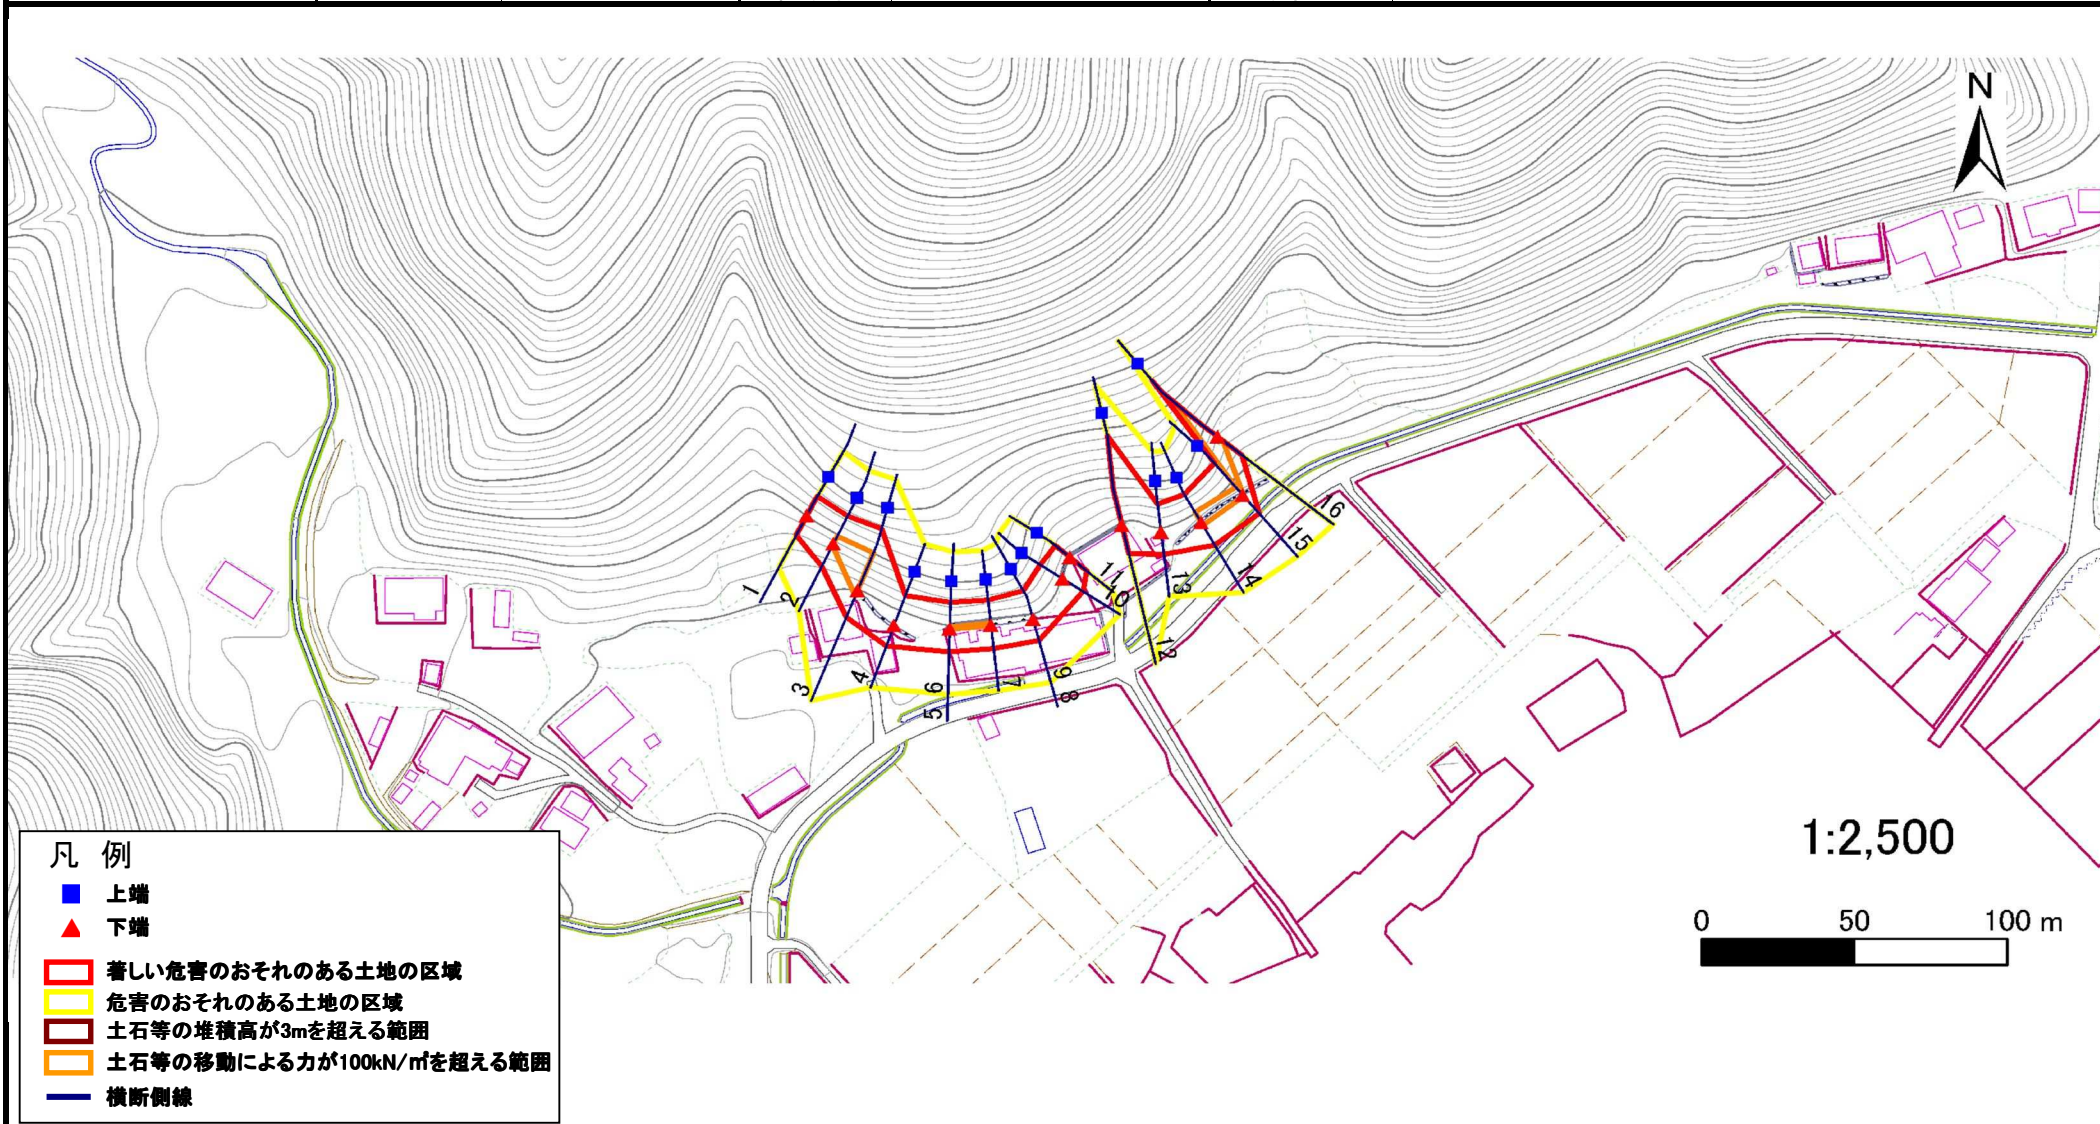 N
1
2
3
4
5
6
7
8
9
10
11
12
13
14
15
16
1:2,500
0 50 100 m
凡 例
上端
下端
著しい危害のおそれのある土地の区域
危害のおそれのある土地の区域
土石等の堆積高が3mを超える範囲
土石等の移動による力が100kN/㎡を超える範囲
横断側線